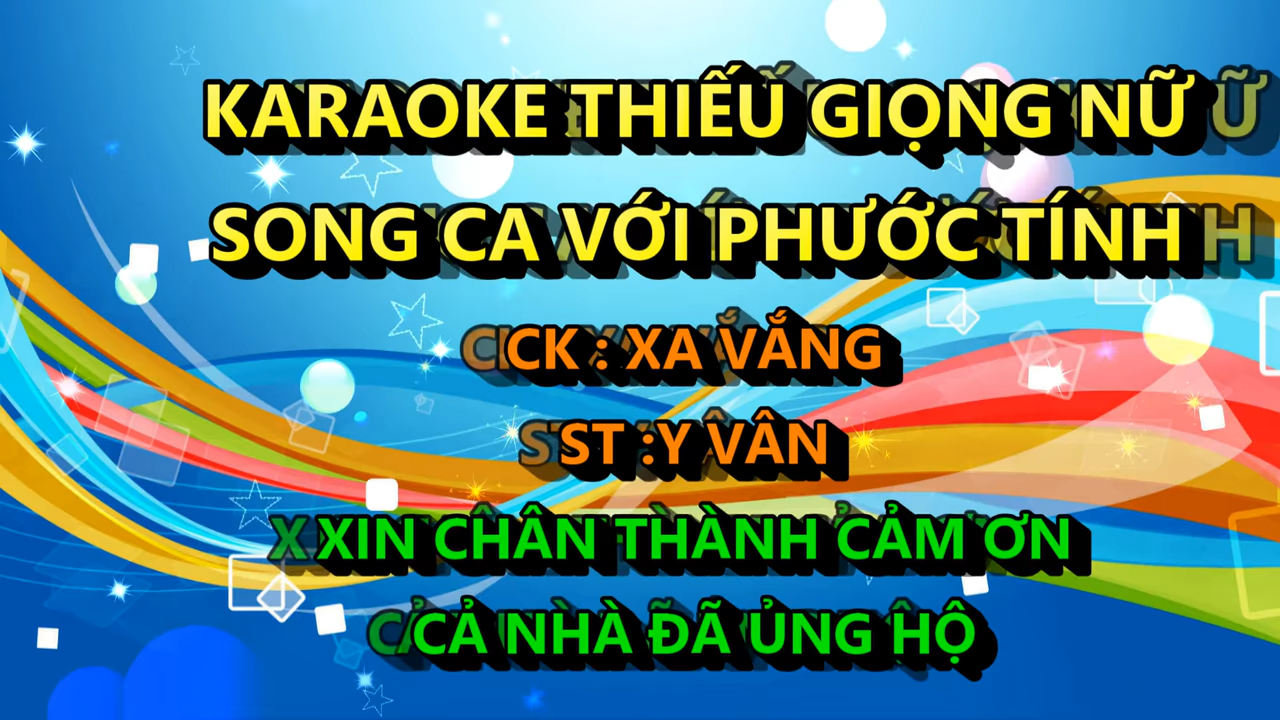 KARAOKE THIẾU GIỌNG NỮ
SONG CA VỚI PHƯỚC TÍNH
CK : XA VẮNG
ST :Y VÂN
XIN CHÂN THÀNH CẢM ƠN
CẢ NHÀ ĐÃ ỦNG HỘ